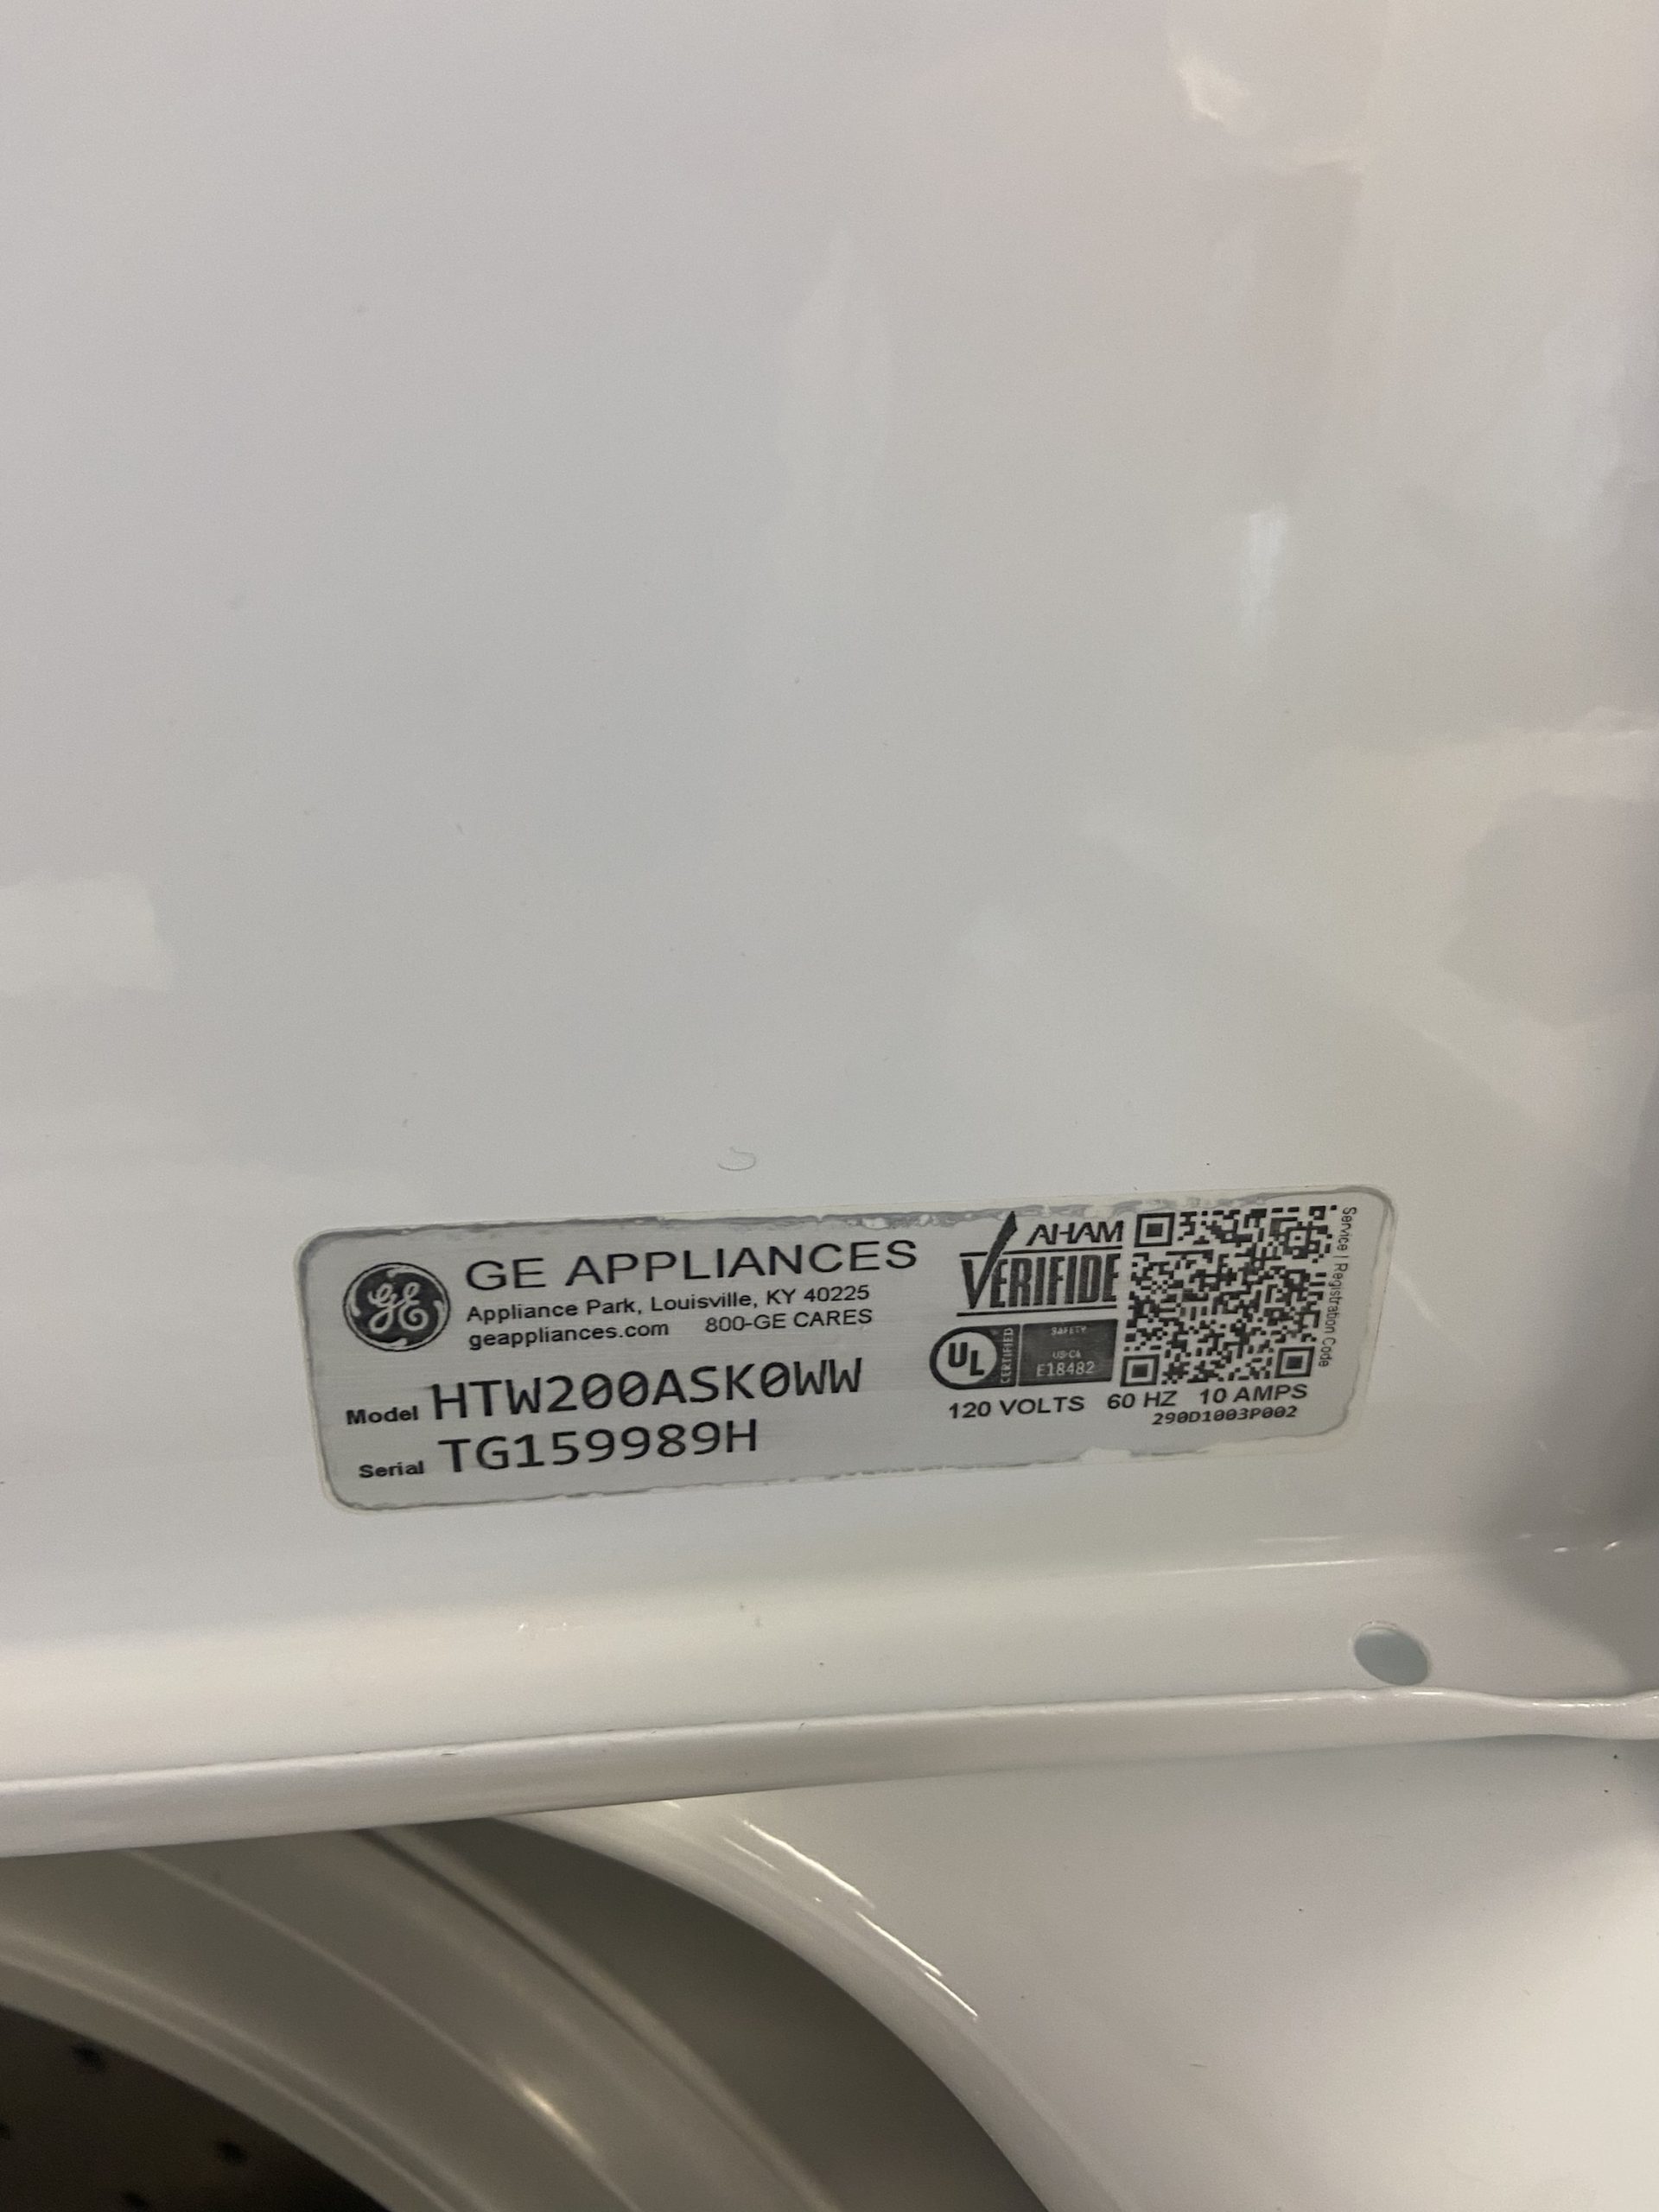 GE
GE APPLIANCES
Appliance Park, Louisville, KY 40225
geappliances.com 800-GE CARES
Model HTW200ASK0WW
Serial TG159989H
AHAM
VERIFIDE
UL CERTIFIED
SAFETY
US-CA
E18482
120 VOLTS 60 HZ 10 AMPS
290D1003P002
Service | Registration Code